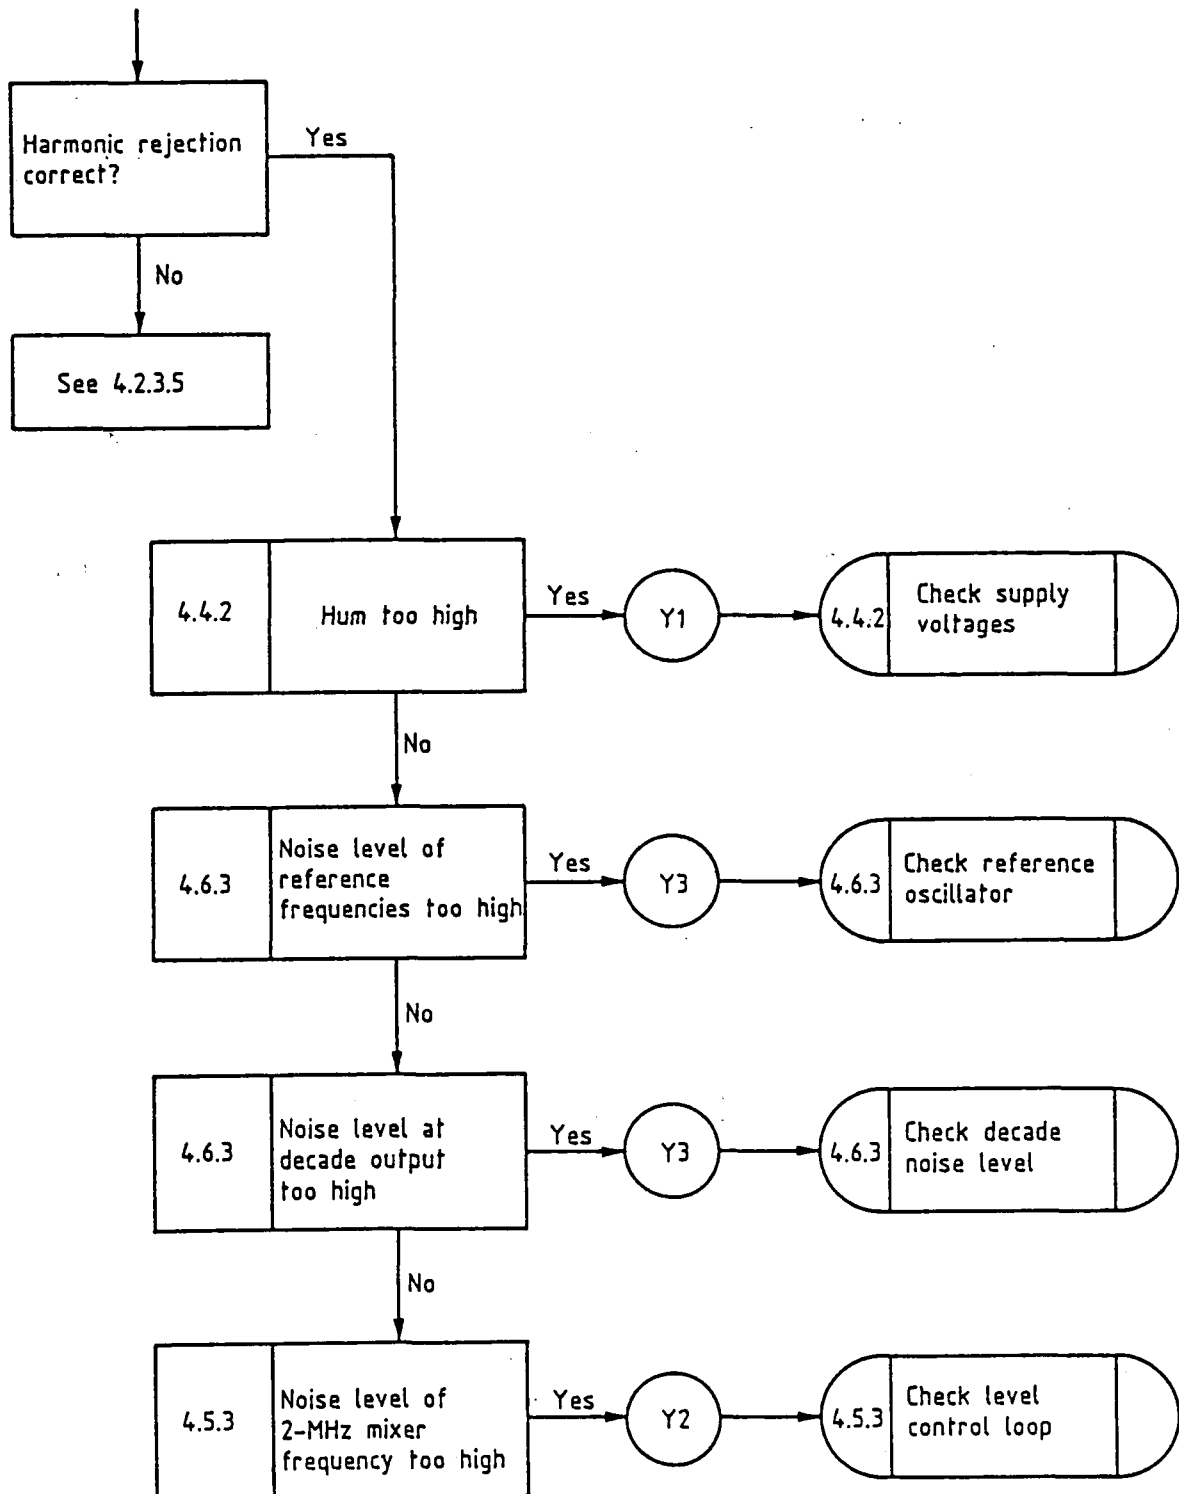 Harmonic rejection
correct?
Yes
No
See 4.2.3.5
4.4.2
Hum too high
Yes
Y1
4.4.2
Check supply
voltages
No
4.6.3
Noise level of
reference
frequencies too high
Yes
Y3
4.6.3
Check reference
oscillator
No
4.6.3
Noise level at
decade output
too high
Yes
Y3
4.6.3
Check decade
noise level
No
4.5.3
Noise level of
2-MHz mixer
frequency too high
Yes
Y2
4.5.3
Check level
control loop